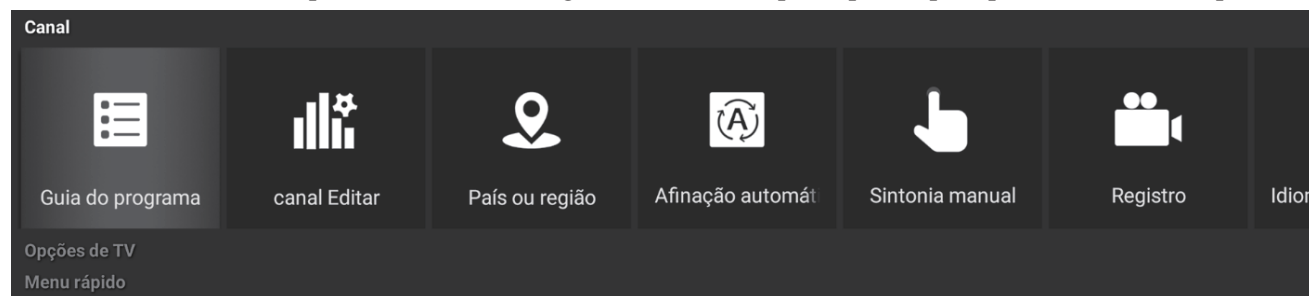 Canal
Guia do programa
canal Editar
País ou região
A
Afinação automát
Sintonia manual
Registro
Idior
Opções de TV
Menu rápido